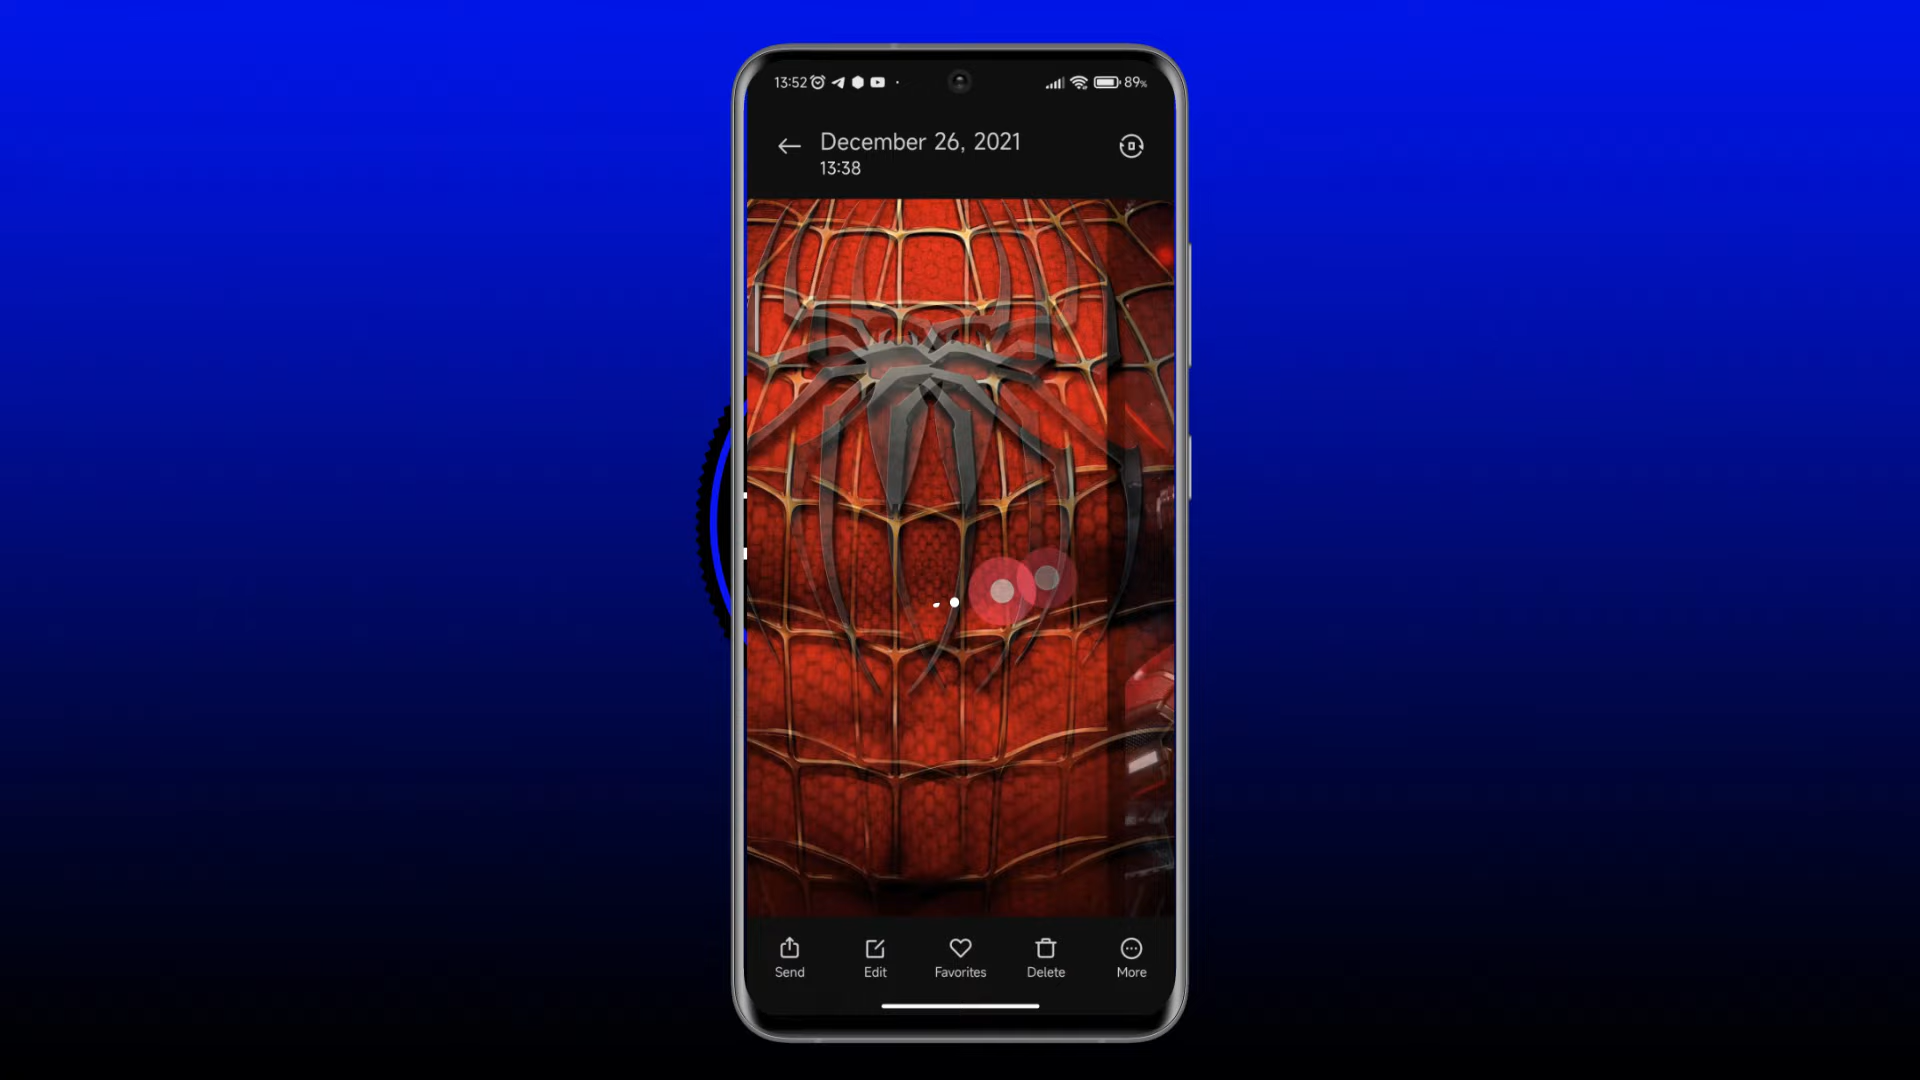 13:52
89%
December 26, 2021
13:38
Send
Edit
Favorites
Delete
More